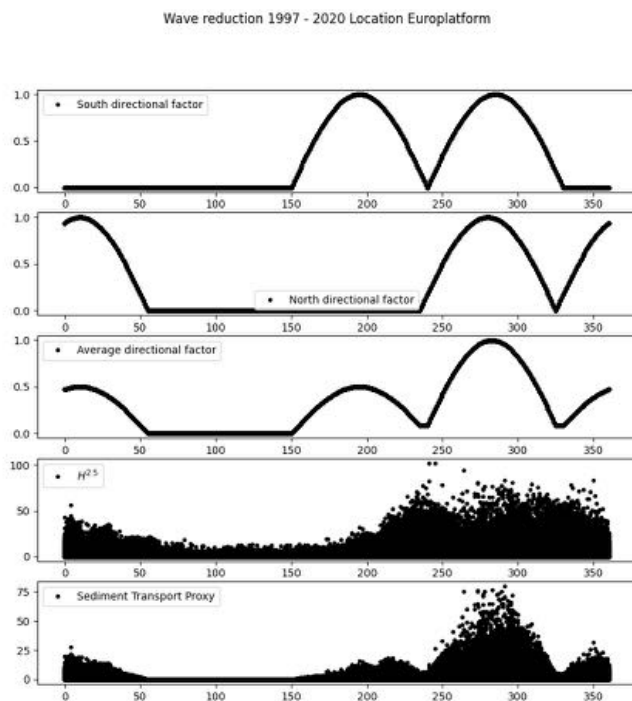 Wave reduction 1997 - 2020 Location Europlatform
1.0
South directional factor
0.5
0.0
0 50 100 150 200 250 300 350
1.0
0.5
North directional factor
0.0
0 50 100 150 200 250 300 350
1.0
Average directional factor
0.5
0.0
0 50 100 150 200 250 300 350
100
H^2.5
50
0
0 50 100 150 200 250 300 350
75
Sediment Transport Proxy
50
25
0
0 50 100 150 200 250 300 350